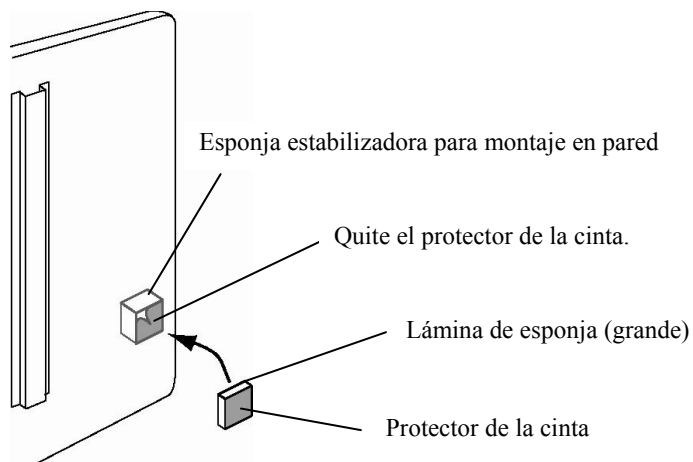 Esponja estabilizadora para montaje en pared
Quite el protector de la cinta.
Lámina de esponja (grande)
Protector de la cinta